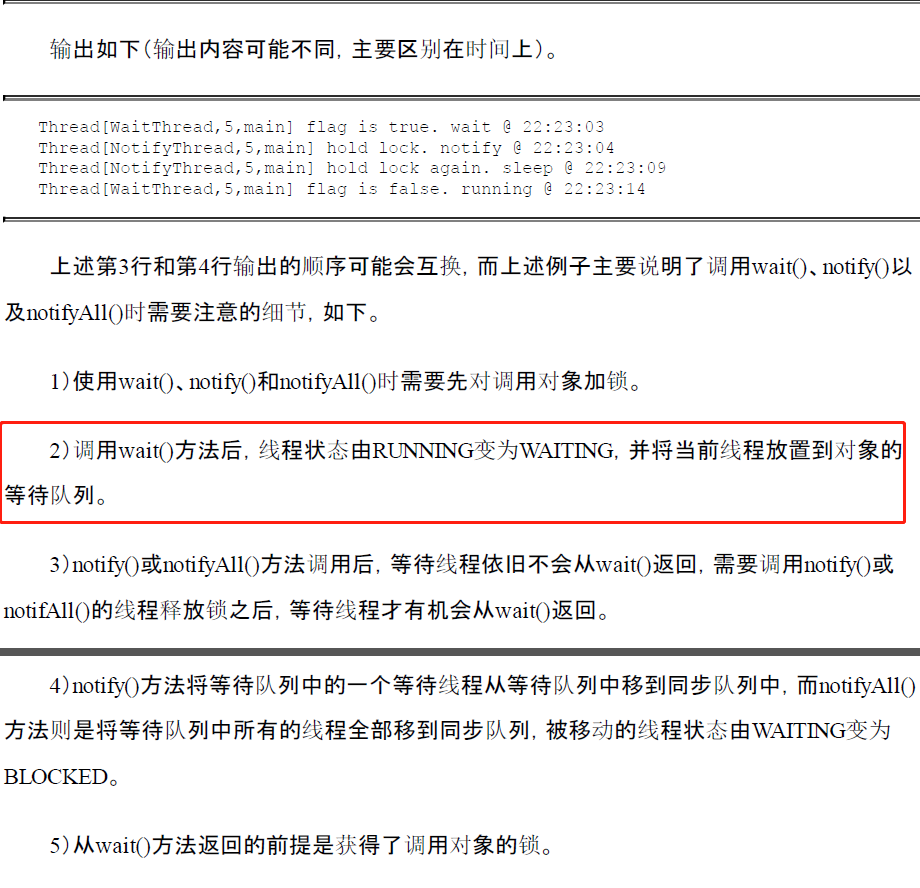 输出如下（输出内容可能不同，主要区别在时间上）。
Thread[WaitThread,5,main] flag is true. wait @ 22:23:03
Thread[NotifyThread,5,main] hold lock. notify @ 22:23:04
Thread[NotifyThread,5,main] hold lock again. sleep @ 22:23:09
Thread[WaitThread,5,main] flag is false. running @ 22:23:14
上述第3行和第4行输出的顺序可能会互换，而上述例子主要说明了调用wait()、notify()以
及notifyAll()时需要注意的细节，如下。
1）使用wait()、notify()和notifyAll()时需要先对调用对象加锁。
2）调用wait()方法后，线程状态由RUNNING变为WAITING，并将当前线程放置到对象的
等待队列。
3）notify()或notifyAll()方法调用后，等待线程依旧不会从wait()返回，需要调用notify()或
notifAll()的线程释放锁之后，等待线程才有机会从wait()返回。
4）notify()方法将等待队列中的一个等待线程从等待队列中移到同步队列中，而notifyAll()
方法则是将等待队列中所有的线程全部移到同步队列，被移动的线程状态由WAITING变为
BLOCKED。
5）从wait()方法返回的前提是获得了调用对象的锁。